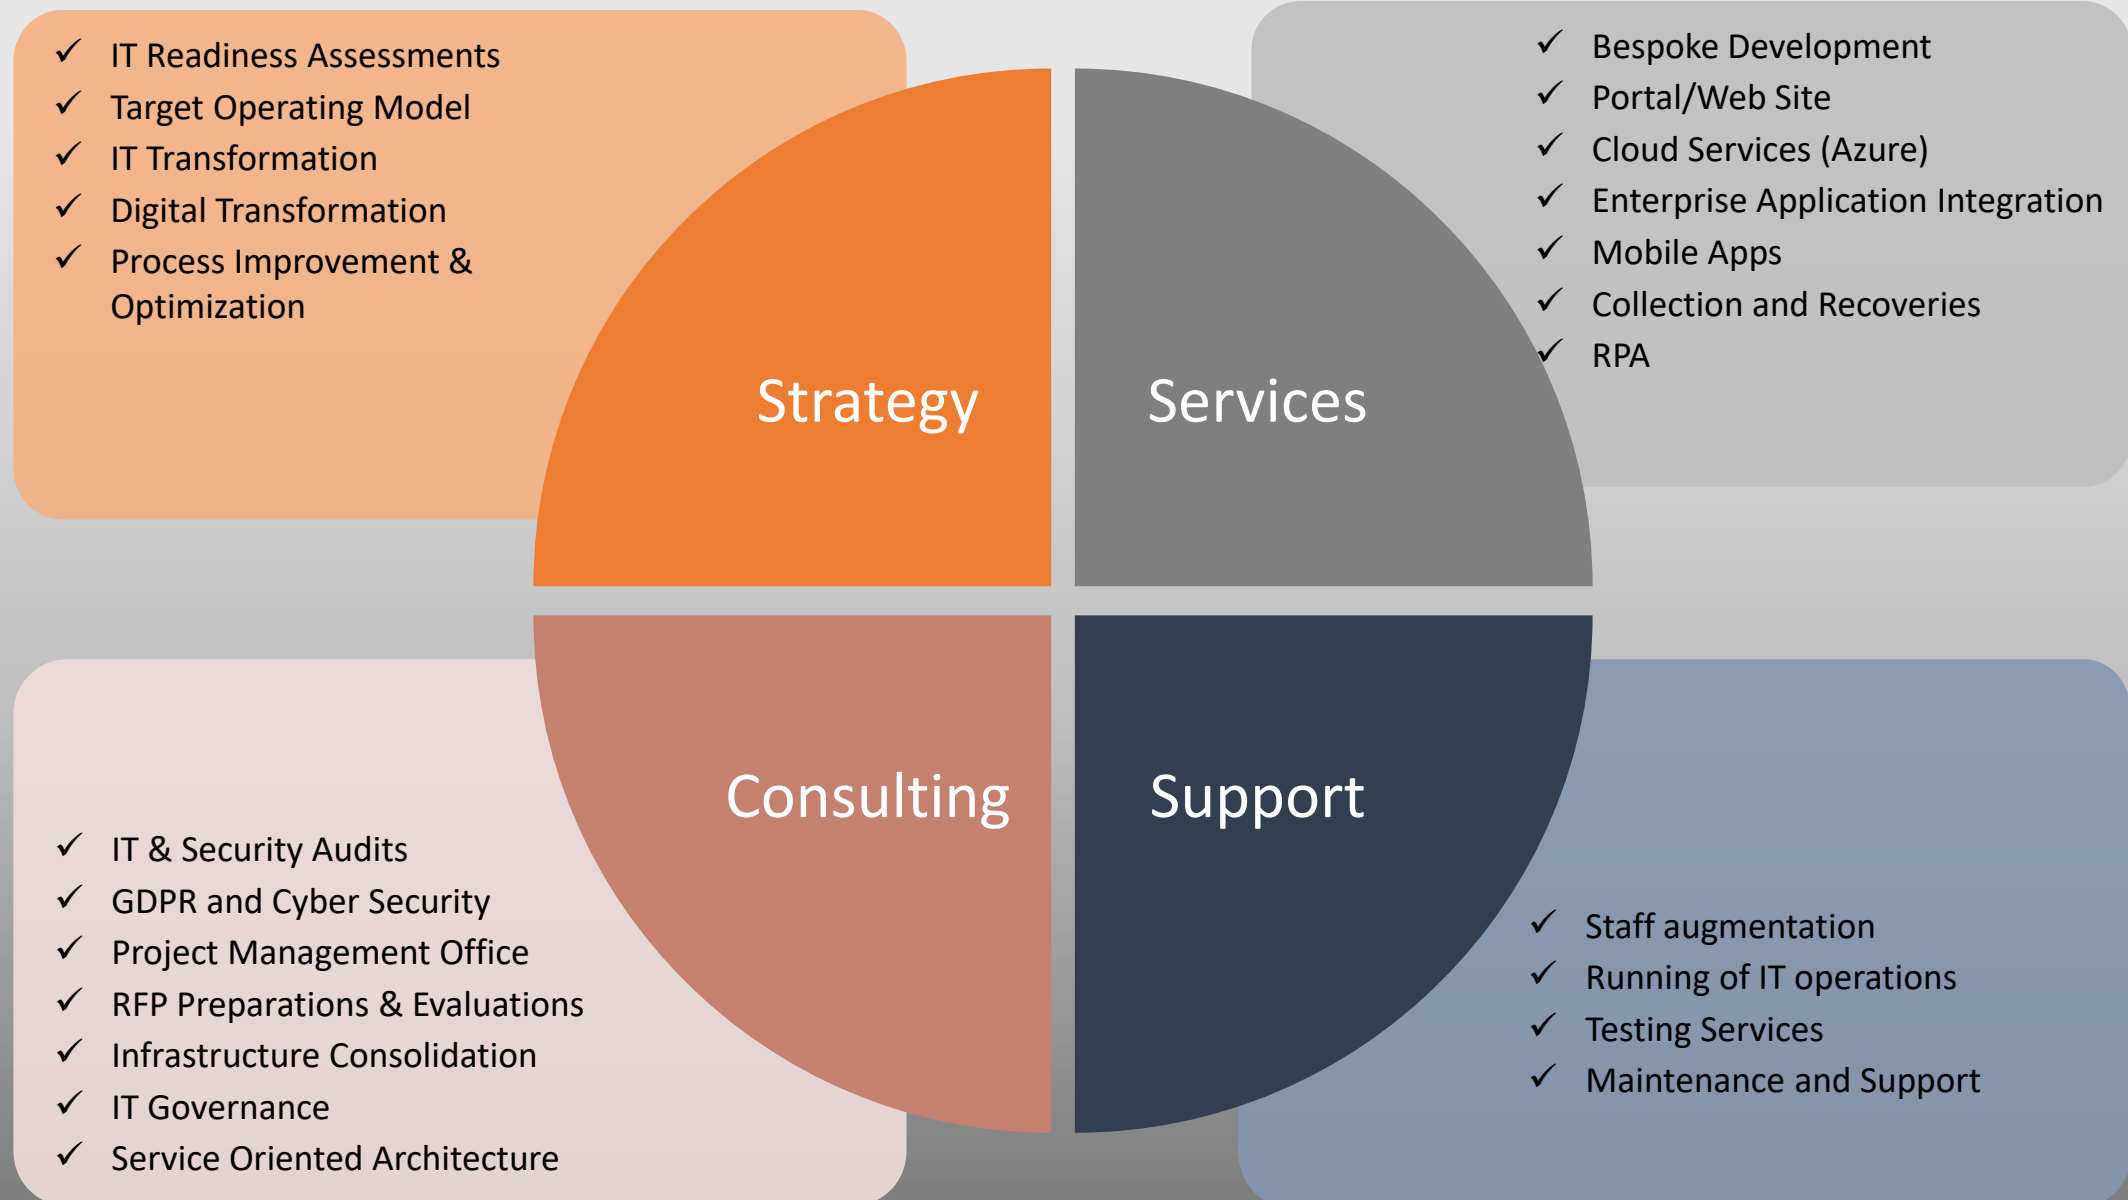 ✓ IT Readiness Assessments
✓ Target Operating Model
✓ IT Transformation
✓ Digital Transformation
✓ Process Improvement &
Optimization
Strategy
✓ Bespoke Development
✓ Portal/Web Site
✓ Cloud Services (Azure)
✓ Enterprise Application Integration
✓ Mobile Apps
✓ Collection and Recoveries
✓ RPA
Services
Consulting
✓ IT & Security Audits
✓ GDPR and Cyber Security
✓ Project Management Office
✓ RFP Preparations & Evaluations
✓ Infrastructure Consolidation
✓ IT Governance
✓ Service Oriented Architecture
Support
✓ Staff augmentation
✓ Running of IT operations
✓ Testing Services
✓ Maintenance and Support